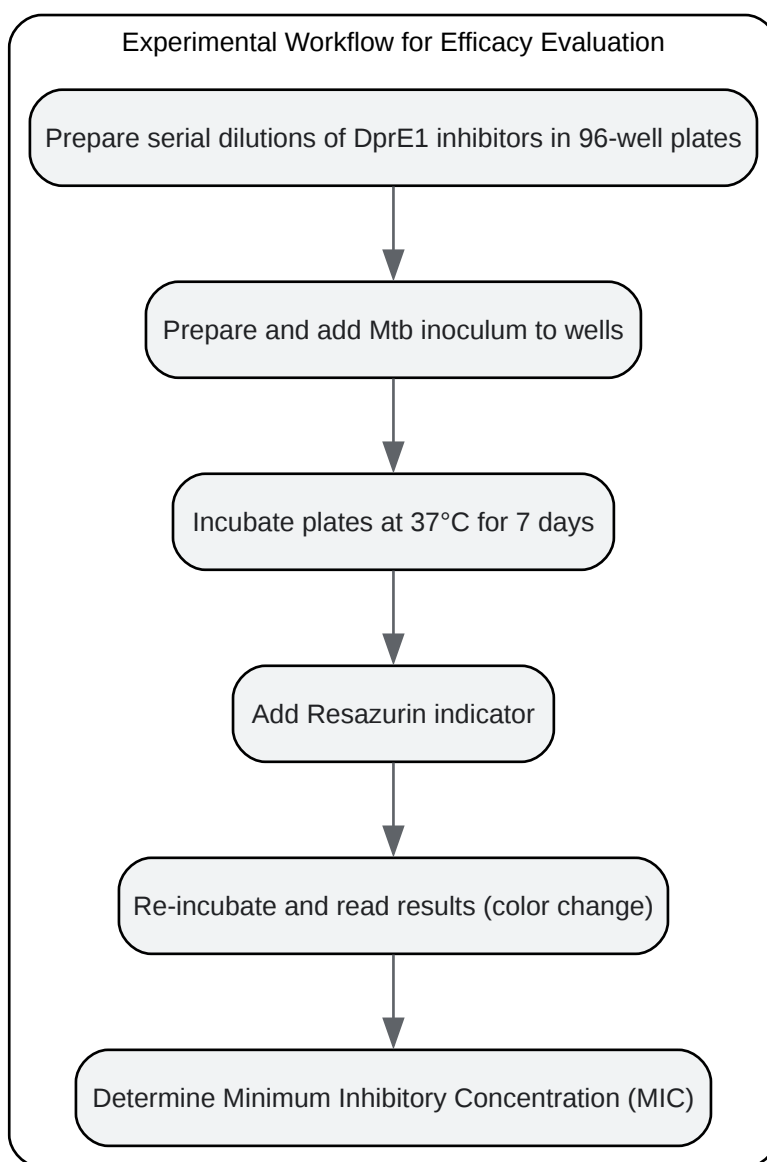 Experimental Workflow for Efficacy Evaluation
Prepare serial dilutions of DprE1 inhibitors in 96-well plates
Prepare and add Mtb inoculum to wells
Incubate plates at 37°C for 7 days
Add Resazurin indicator
Re-incubate and read results (color change)
Determine Minimum Inhibitory Concentration (MIC)